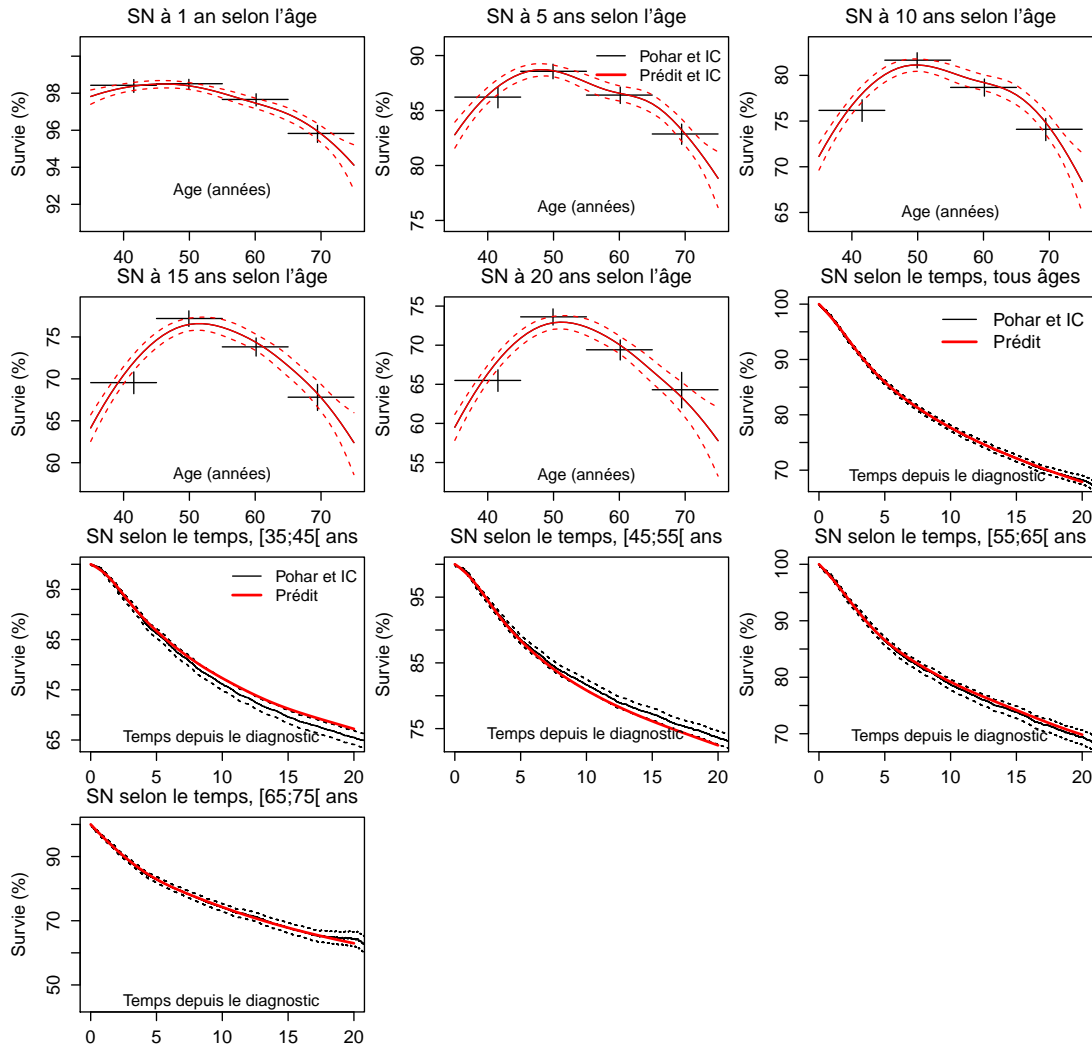 SN à 1 an selon l'âge
Survie (%)
98
96
94
92
Age (années)
40 50 60 70
SN à 5 ans selon l'âge
Survie (%)
90
85
80
75
Pohar et IC
Prédit et IC
Age (années)
40 50 60 70
SN à 10 ans selon l'âge
Survie (%)
80
75
70
65
Age (années)
40 50 60 70
SN à 15 ans selon l'âge
Survie (%)
75
70
65
60
Age (années)
40 50 60 70
SN à 20 ans selon l'âge
Survie (%)
75
70
65
60
55
Age (années)
40 50 60 70
SN selon le temps, tous âges
Survie (%)
100
90
80
70
Pohar et IC
Prédit
Temps depuis le diagnostic
0 5 10 15 20
SN selon le temps, [35;45[ ans
Survie (%)
95
85
75
65
Pohar et IC
Prédit
Temps depuis le diagnostic
0 5 10 15 20
SN selon le temps, [45;55[ ans
Survie (%)
95
85
75
Temps depuis le diagnostic
0 5 10 15 20
SN selon le temps, [55;65[ ans
Survie (%)
100
90
80
70
Temps depuis le diagnostic
0 5 10 15 20
SN selon le temps, [65;75[ ans
Survie (%)
90
70
50
Temps depuis le diagnostic
0 5 10 15 20